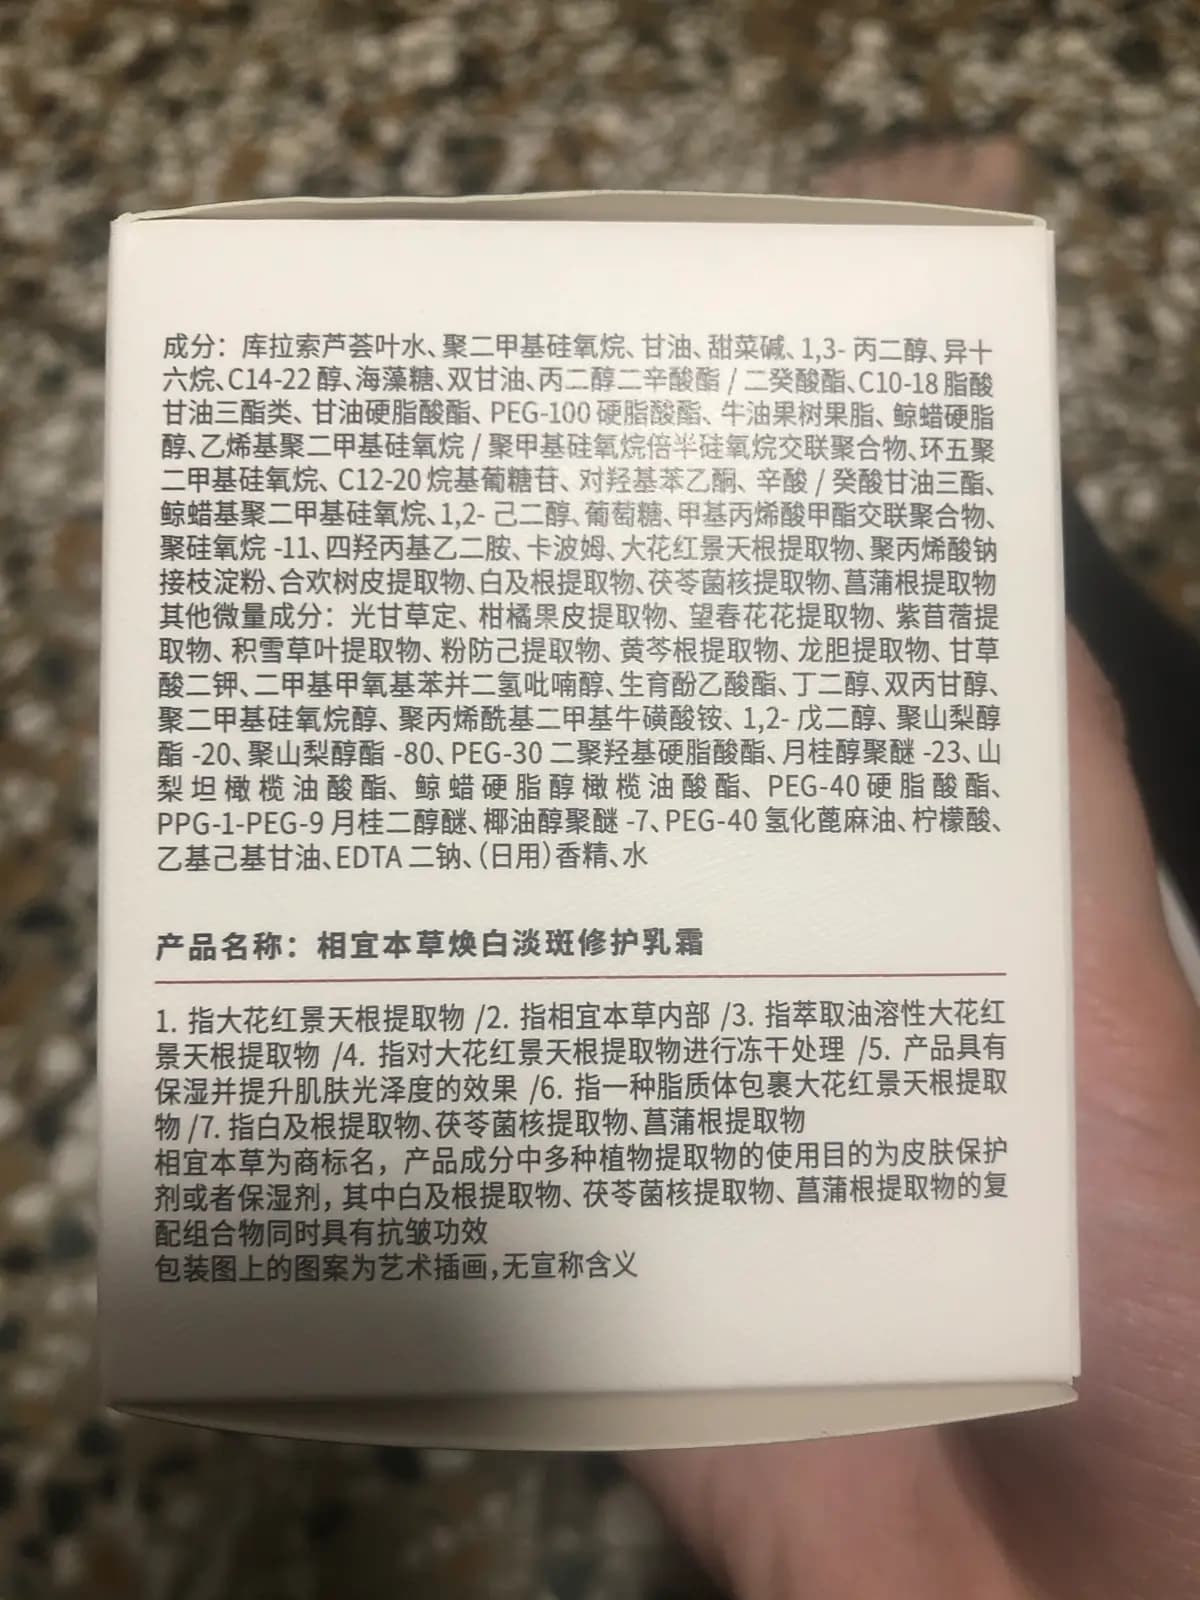 成分：库拉索芦荟叶水、聚二甲基硅氧烷、甘油、甜菜碱、1,3- 丙二醇、异十
六烷、C14-22 醇、海藻糖、双甘油、丙二醇二辛酸酯 / 二癸酸酯、C10-18 脂酸
甘油三酯类、甘油硬脂酸酯、PEG-100 硬脂酸酯、牛油果树果脂、鲸蜡硬脂
醇、乙烯基聚二甲基硅氧烷 / 聚甲基硅氧烷倍半硅氧烷交联聚合物、环五聚
二甲基硅氧烷、C12-20 烷基葡糖苷、对羟基苯乙酮、辛酸 / 癸酸甘油三酯、
鲸蜡基聚二甲基硅氧烷、1,2- 己二醇、葡萄糖、甲基丙烯酸甲酯交联聚合物、
聚硅氧烷 -11、四羟丙基乙二胺、卡波姆、大花红景天根提取物、聚丙烯酸钠
接枝淀粉、合欢树皮提取物、白及根提取物、茯苓菌核提取物、菖蒲根提取物
其他微量成分：光甘草定、柑橘果皮提取物、望春花花提取物、紫苜蓿提
取物、积雪草叶提取物、粉防己提取物、黄芩根提取物、龙胆提取物、甘草
酸二钾、二甲基甲氧基苯并二氢吡喃醇、生育酚乙酸酯、丁二醇、双丙甘醇、
聚二甲基硅氧烷醇、聚丙烯酰基二甲基牛磺酸铵、1,2- 戊二醇、聚山梨醇
酯 -20、聚山梨醇酯 -80、PEG-30 二聚羟基硬脂酸酯、月桂醇聚醚 -23、山
梨坦橄榄油酸酯、鲸蜡硬脂醇橄榄油酸酯、PEG-40 硬脂酸酯、
PPG-1-PEG-9 月桂二醇醚、椰油醇聚醚 -7、PEG-40 氢化蓖麻油、柠檬酸、
乙基己基甘油、EDTA 二钠、（日用）香精、水
产品名称：相宜本草焕白淡斑修护乳霜
1. 指大花红景天根提取物 /2. 指相宜本草内部 /3. 指萃取油溶性大花红
景天根提取物 /4. 指对大花红景天根提取物进行冻干处理 /5. 产品具有
保湿并提升肌肤光泽度的效果 /6. 指一种脂质体包裹大花红景天根提取
物 /7. 指白及根提取物、茯苓菌核提取物、菖蒲根提取物
相宜本草为商标名，产品成分中多种植物提取物的使用目的为皮肤保护
剂或者保湿剂，其中白及根提取物、茯苓菌核提取物、菖蒲根提取物的复
配组合物同时具有抗皱功效
包装图上的图案为艺术插画，无宣称含义